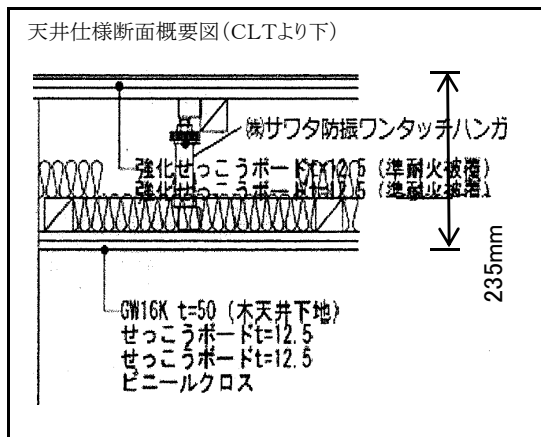 天井仕様断面概要図(CLTより下)
㈱サワタ防振ワンタッチハンガ
強化せっこうボードt=12.5 (準耐火被覆)
強化せっこうボードt=12.5 (準耐火被覆)
235mm
GW16K t=50 (木天井下地)
せっこうボードt=12.5
せっこうボードt=12.5
ビニールクロス